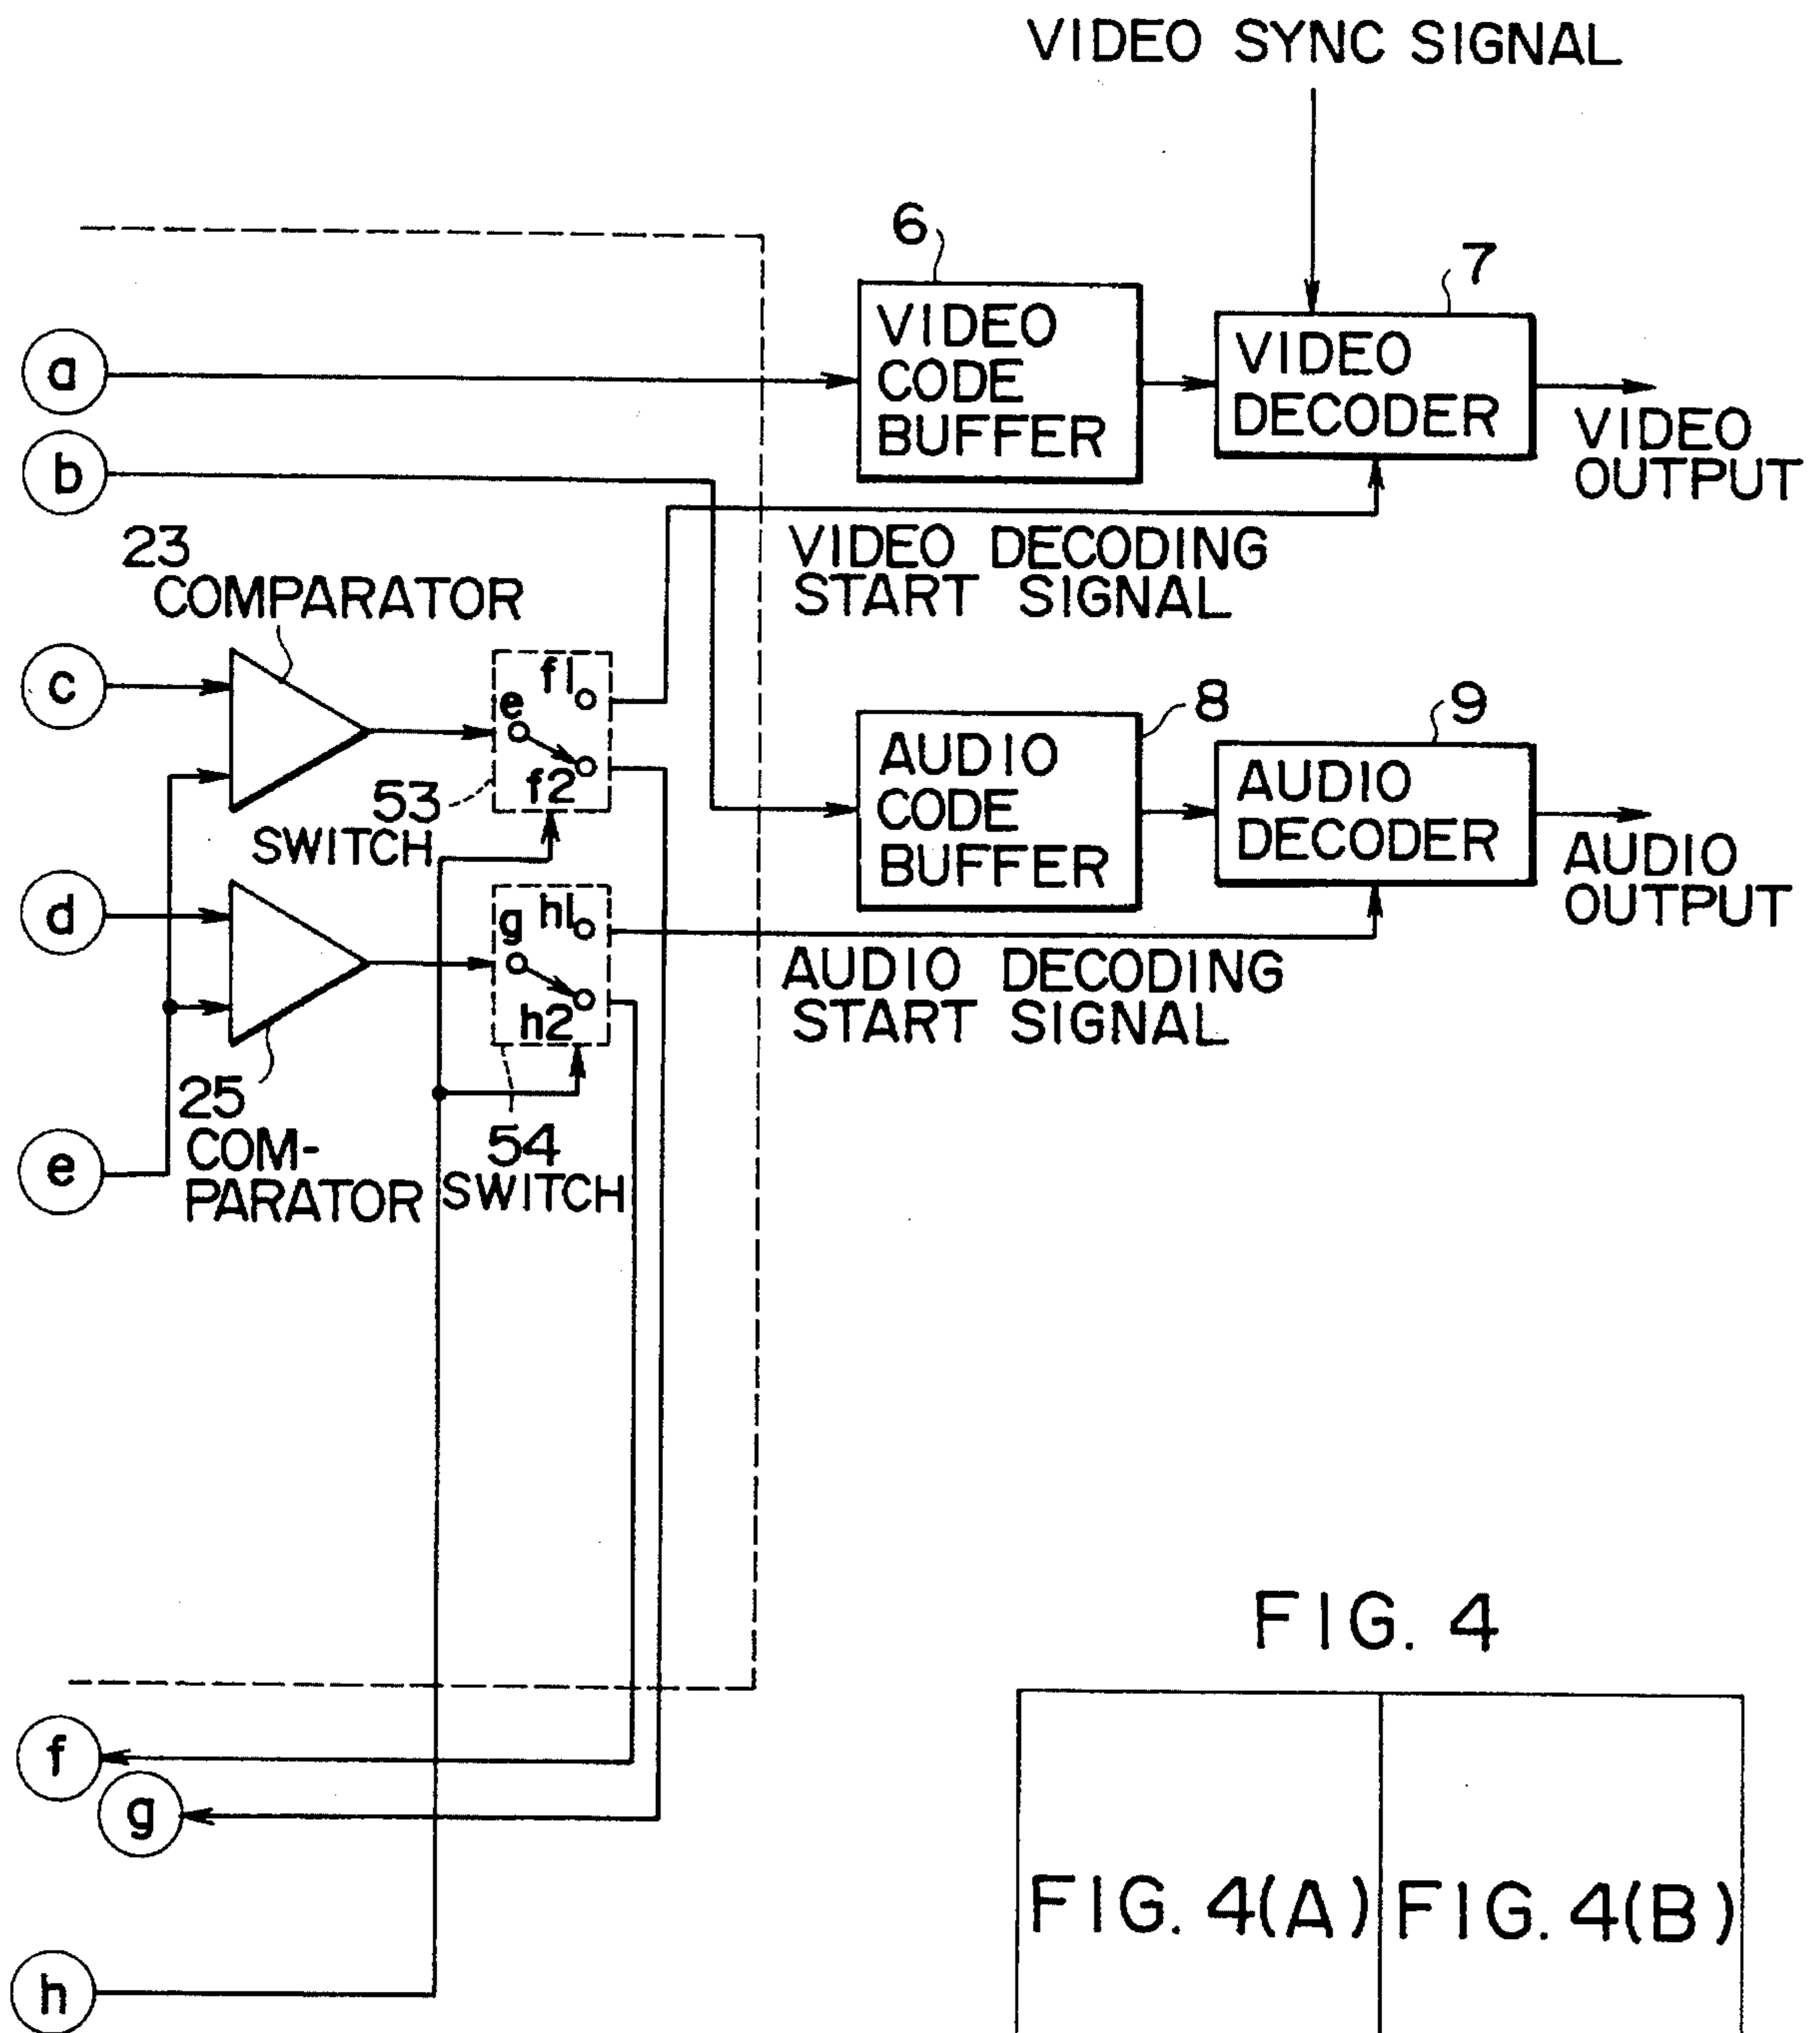 VIDEO SYNC SIGNAL
6
7
a
VIDEO
CODE
BUFFER
VIDEO
DECODER
VIDEO
OUTPUT
b
23
COMPARATOR
VIDEO DECODING
START SIGNAL
c
e
f1
f2
53
SWITCH
8
9
AUDIO
CODE
BUFFER
AUDIO
DECODER
AUDIO
OUTPUT
d
g
h1
h2
AUDIO DECODING
START SIGNAL
25
COM-
PARATOR
54
SWITCH
e
f
g
h
FIG. 4
FIG. 4(A)
FIG. 4(B)